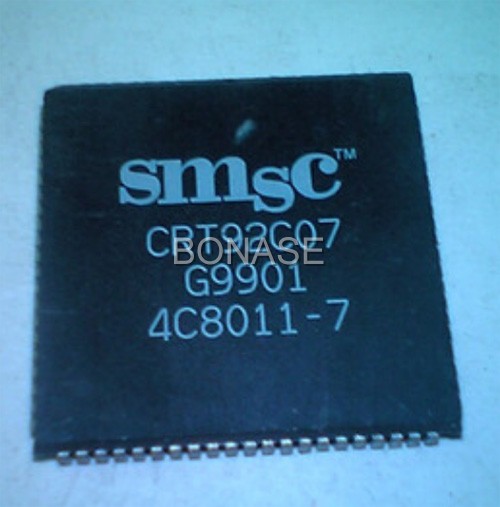 smsc™
CBT92C07
BONASE
G9901
4C8011-7